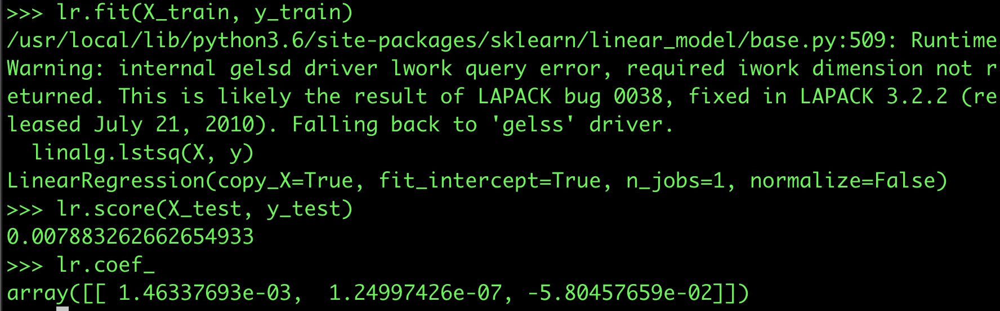 >>> lr.fit(X_train, y_train)
/usr/local/lib/python3.6/site-packages/sklearn/linear_model/base.py:509: Runtime
Warning: internal gelsd driver lwork query error, required iwork dimension not r
eturned. This is likely the result of LAPACK bug 0038, fixed in LAPACK 3.2.2 (re
leased July 21, 2010). Falling back to 'gelss' driver.
  linalg.lstsq(X, y)
LinearRegression(copy_X=True, fit_intercept=True, n_jobs=1, normalize=False)
>>> lr.score(X_test, y_test)
0.007883262662654933
>>> lr.coef_
array([[ 1.46337693e-03,  1.24997426e-07, -5.80457659e-02]])